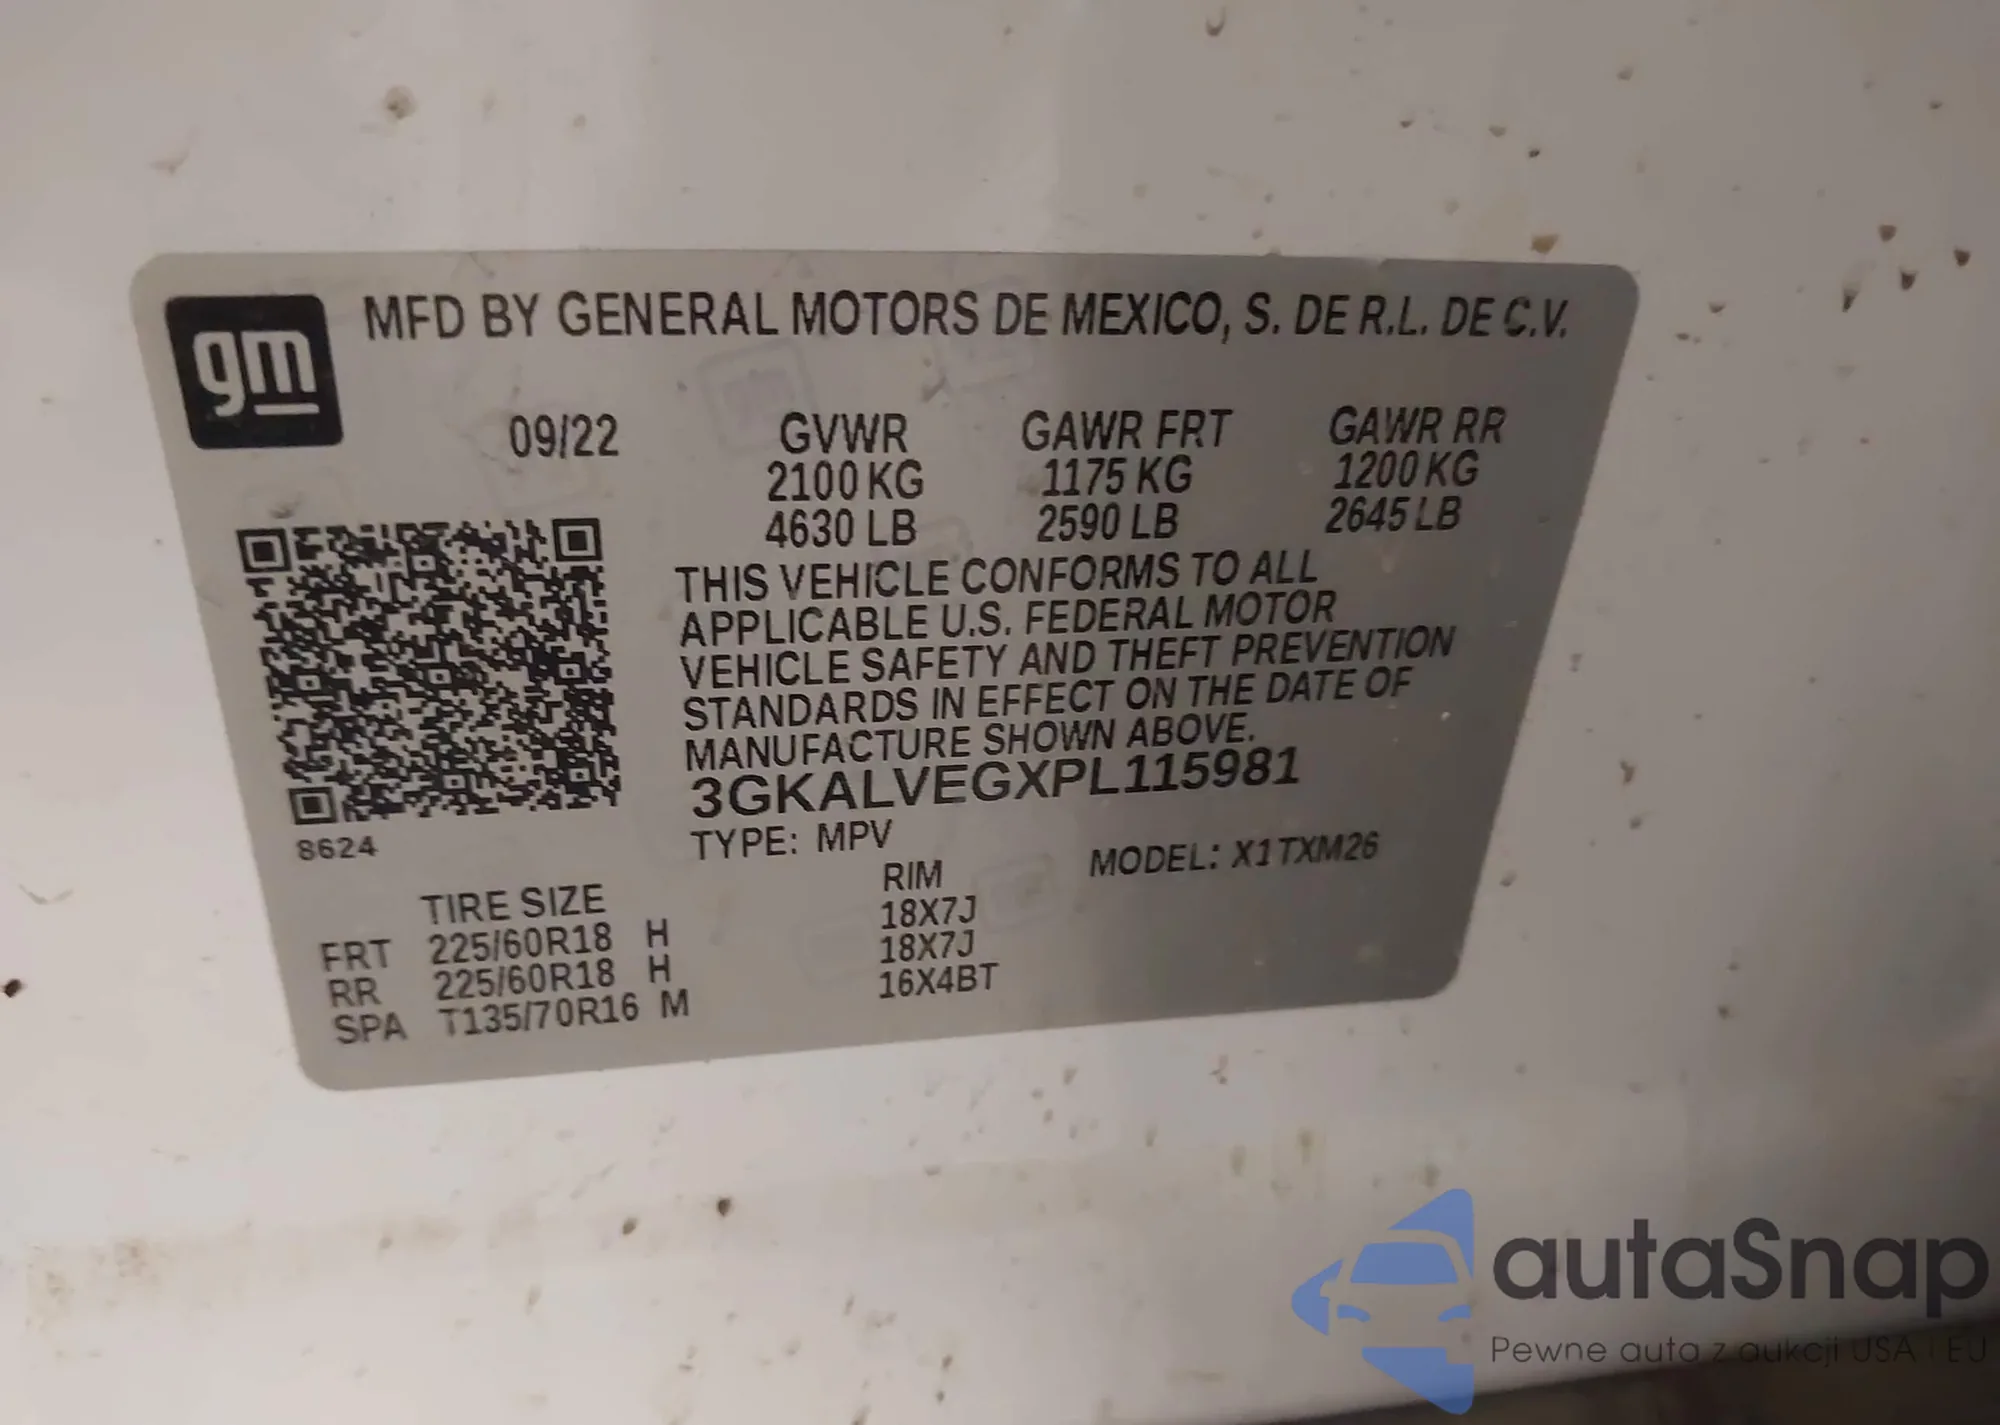 gm
MFD BY GENERAL MOTORS DE MEXICO, S. DE R.L. DE C.V.
09/22 GVWR GAWR FRT GAWR RR
2100 KG 1175 KG 1200 KG
4630 LB 2590 LB 2645 LB
THIS VEHICLE CONFORMS TO ALL
APPLICABLE U.S. FEDERAL MOTOR
VEHICLE SAFETY AND THEFT PREVENTION
STANDARDS IN EFFECT ON THE DATE OF
MANUFACTURE SHOWN ABOVE.
3GKALVEGXPL115981
8624
TYPE: MPV MODEL: X1TXM26
TIRE SIZE RIM
FRT 225/60R18 H 18X7J
RR 225/60R18 H 18X7J
SPA T135/70R16 M 16X4BT
autaSnap
Pewne auta z aukcji USA i EU